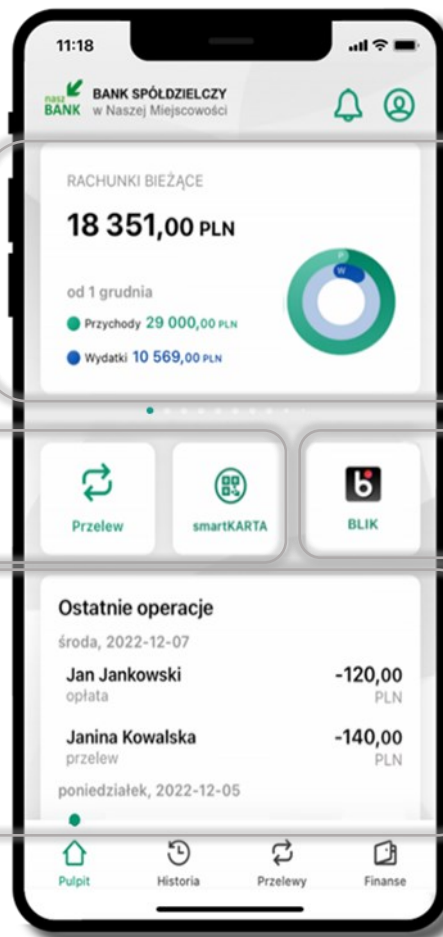 11:18
nasz BANK
BANK SPÓŁDZIELCZY
w Naszej Miejscowości
RACHUNKI BIEŻĄCE
18 351,00 PLN
od 1 grudnia
Przychody 29 000,00 PLN
Wydatki 10 569,00 PLN
P
W
Przelew
smartKARTA
BLIK
Ostatnie operacje
środa, 2022-12-07
Jan Jankowski -120,00
opłata PLN
Janina Kowalska -140,00
przelew PLN
poniedziałek, 2022-12-05
Pulpit Historia Przelewy Finanse